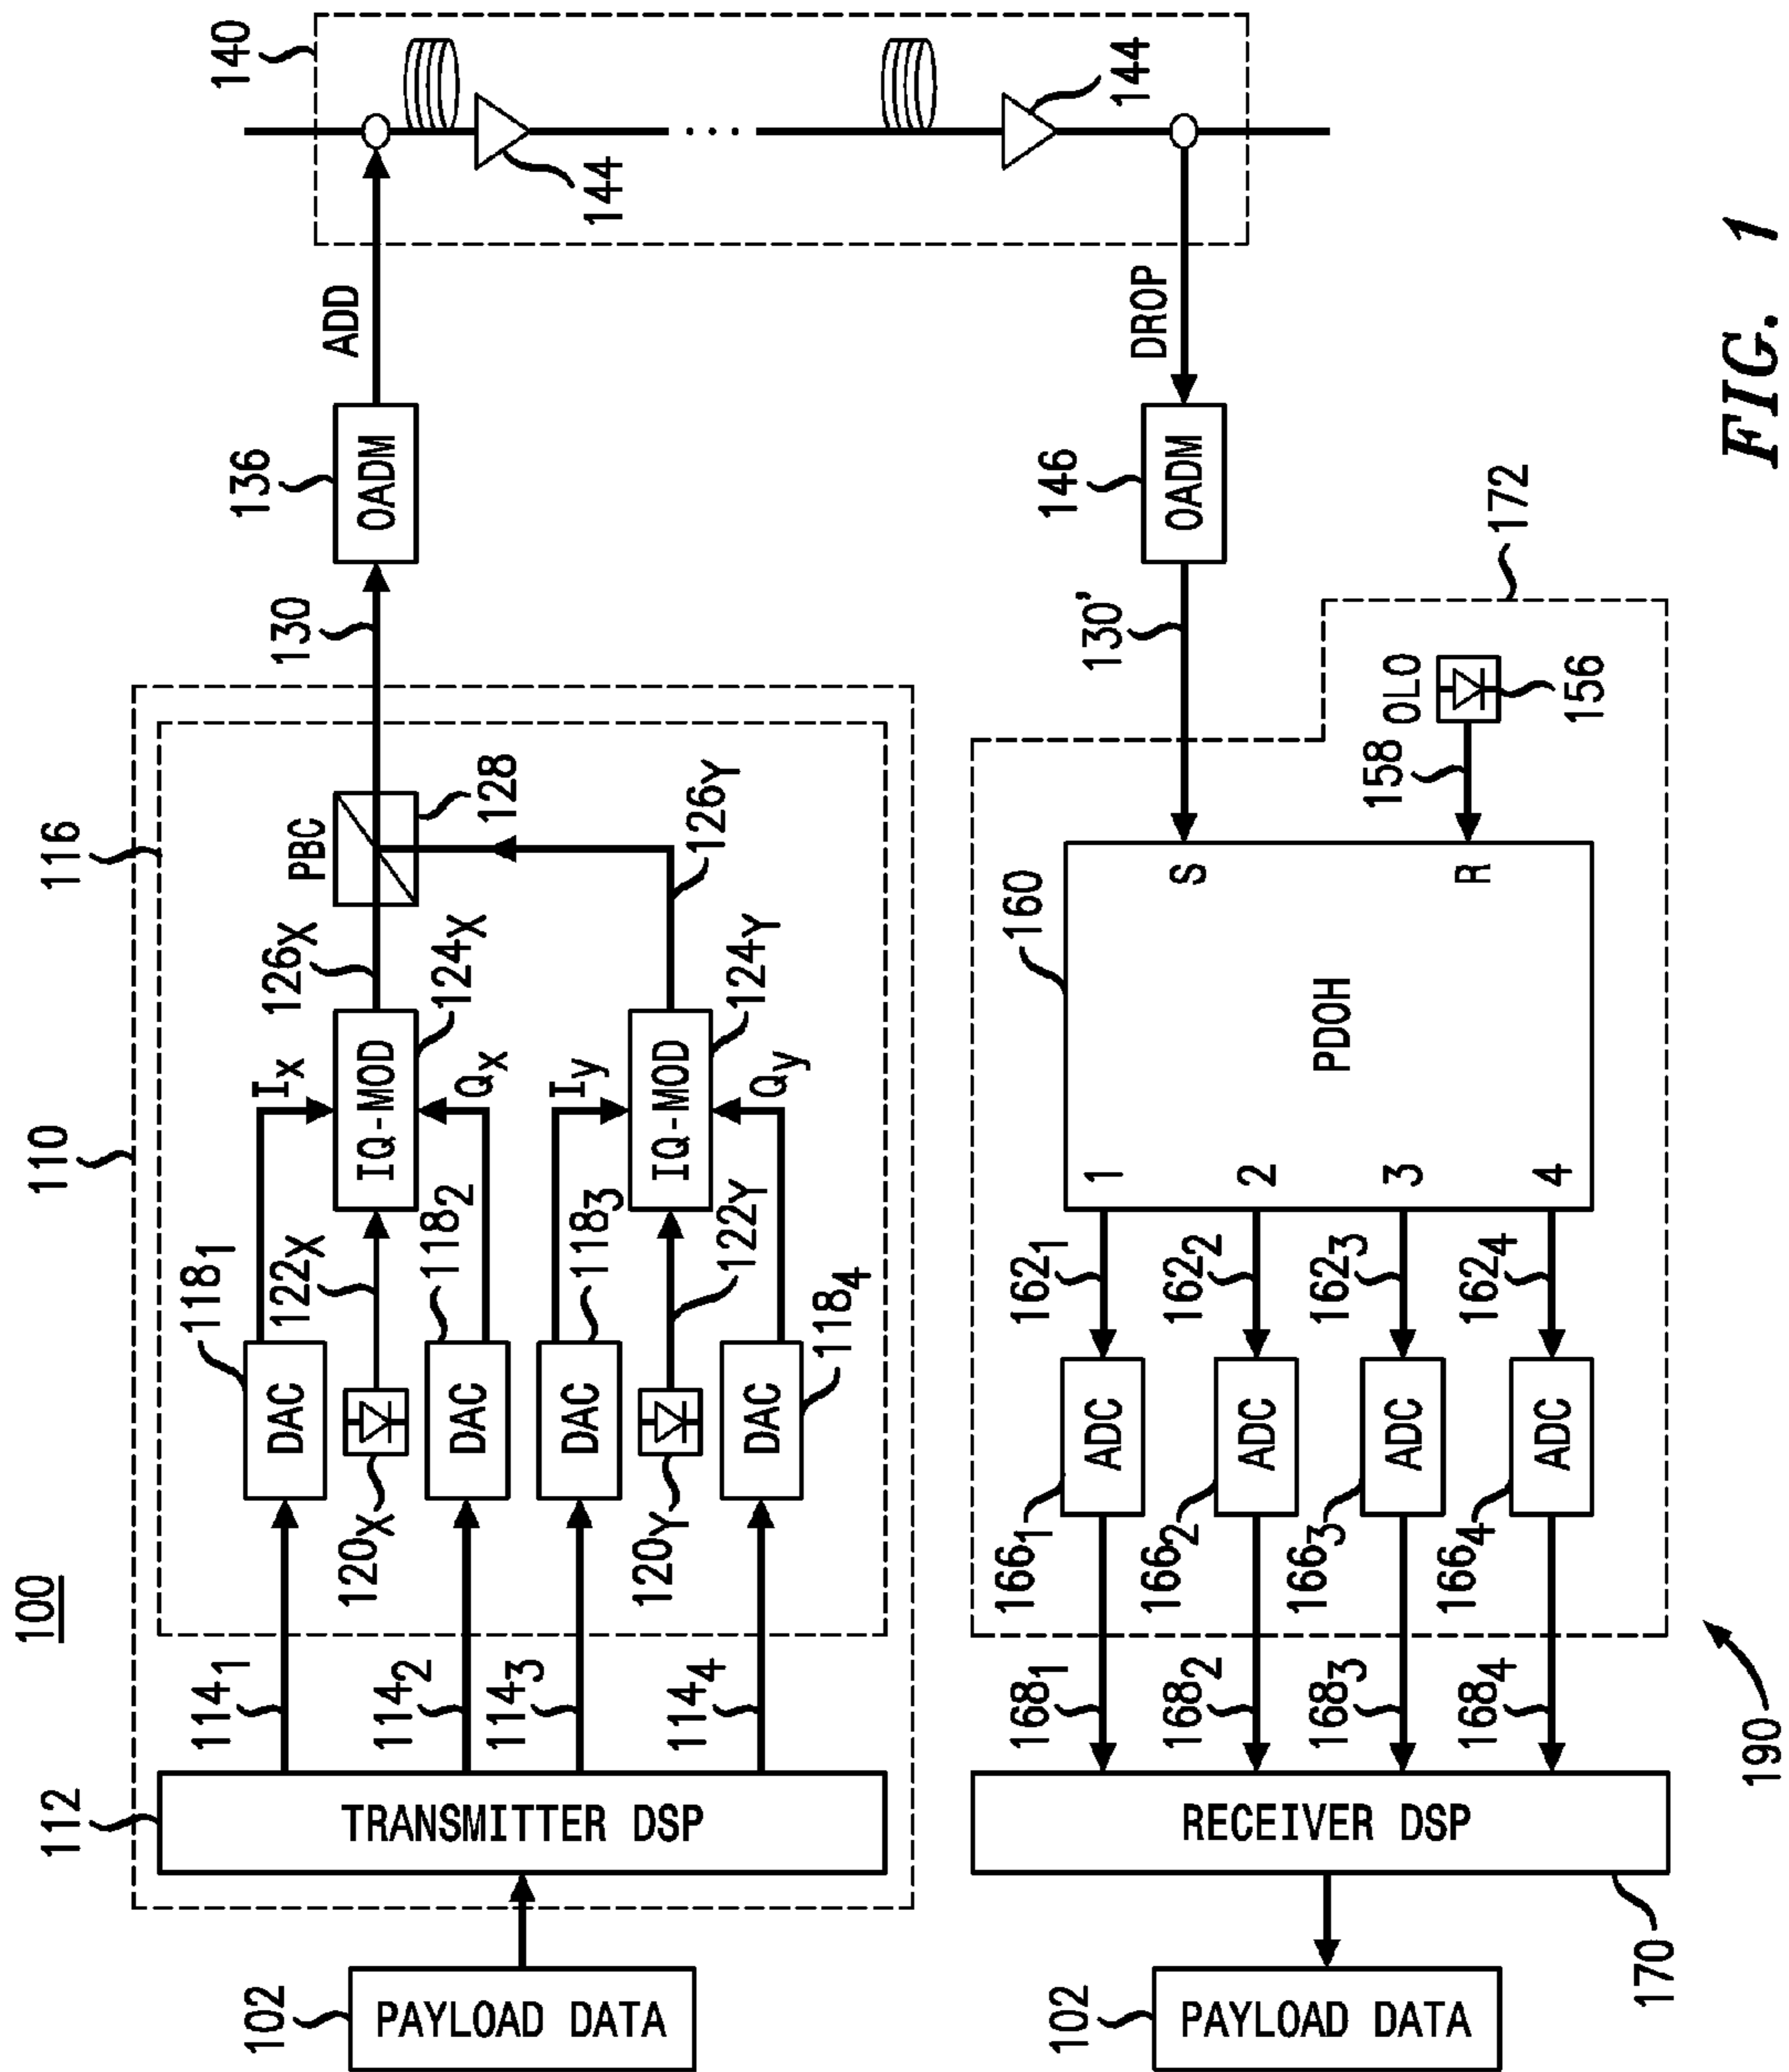 100
110
116
112
102
PAYLOAD DATA
TRANSMITTER DSP
114₁
114₂
114₃
114₄
118₁
DAC
120X
122X
DAC
118₂
118₃
DAC
120Y
122Y
DAC
118₄
Ix
IQ-MOD
124X
Qx
Iy
IQ-MOD
124Y
Qy
126X
126Y
PBC
128
130
136
OADM
ADD
140
144
144
DROP
146
OADM
130'
172
OLO
156
158
160
PDOH
S
R
1
2
3
4
162₁
162₂
162₃
162₄
ADC
ADC
ADC
ADC
166₁
166₂
166₃
166₄
168₁
168₂
168₃
168₄
RECEIVER DSP
170
102
PAYLOAD DATA
190
FIG. 1